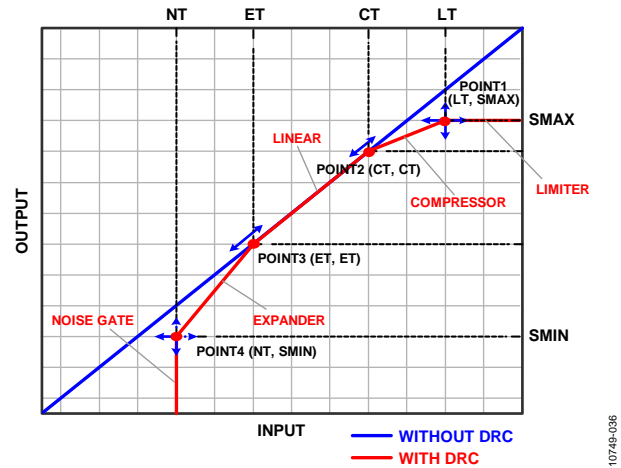 NT ET CT LT
POINT1
(LT, SMAX)
SMAX
LINEAR
POINT2 (CT, CT)
LIMITER
COMPRESSOR
OUTPUT
POINT3 (ET, ET)
NOISE GATE
EXPANDER
SMIN
POINT4 (NT, SMIN)
INPUT
WITHOUT DRC
WITH DRC
10749-036